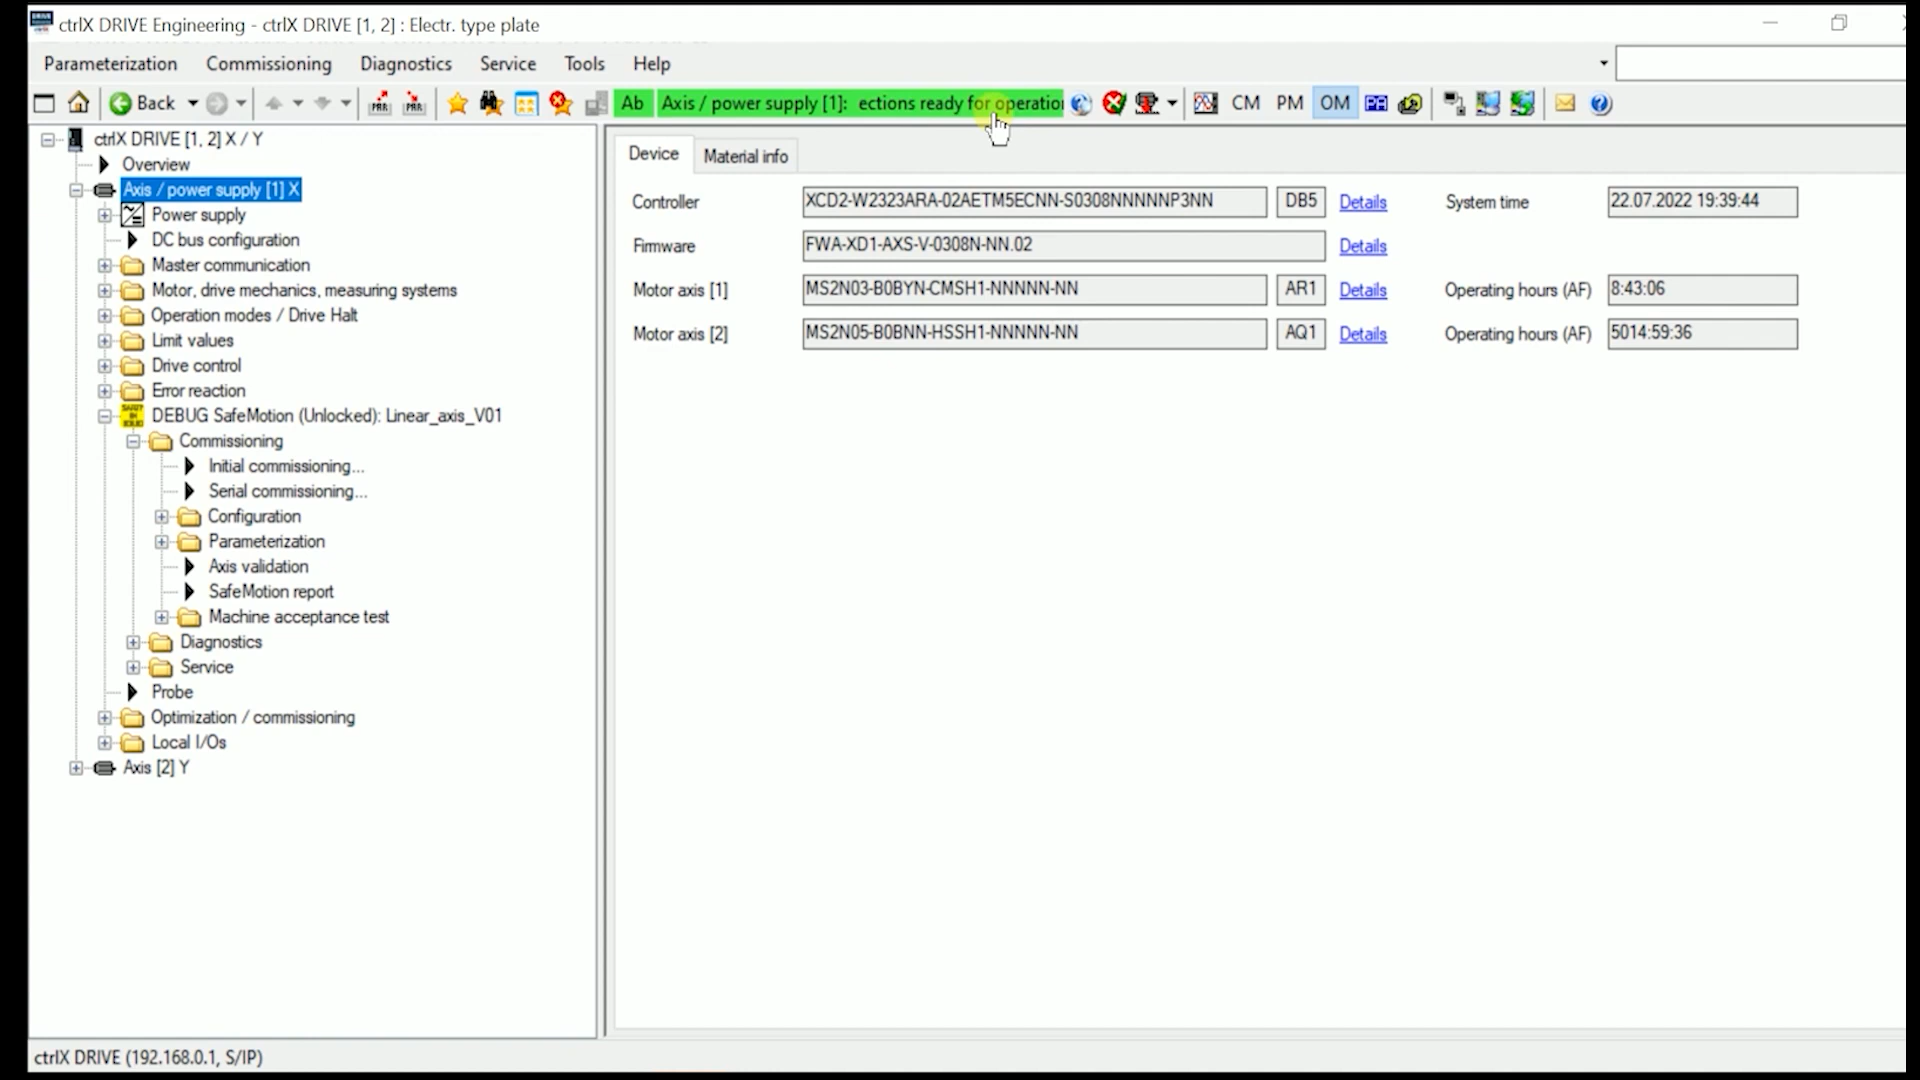 ctrlX DRIVE Engineering - ctrlX DRIVE [1, 2] : Electr. type plate
Parameterization Commissioning Diagnostics Service Tools Help
Back Ab Axis / power supply [1]: ections ready for operation CM PM OM
ctrlX DRIVE [1, 2] X / Y
Overview
Axis / power supply [1] X
Power supply
DC bus configuration
Master communication
Motor, drive mechanics, measuring systems
Operation modes / Drive Halt
Limit values
Drive control
Error reaction
DEBUG SafeMotion (Unlocked): Linear_axis_V01
Commissioning
Initial commissioning...
Serial commissioning...
Configuration
Parameterization
Axis validation
SafeMotion report
Machine acceptance test
Diagnostics
Service
Probe
Optimization / commissioning
Local I/Os
Axis [2] Y
Device Material info
Controller XCD2-W2323ARA-02AETM5ECNN-S0308NNNNNP3NN DB5 Details System time 22.07.2022 19:39:44
Firmware FWA-XD1-AXS-V-0308N-NN.02 Details
Motor axis [1] MS2N03-B0BYN-CMSH1-NNNNN-NN AR1 Details Operating hours (AF) 8:43:06
Motor axis [2] MS2N05-B0BNN-HSSH1-NNNNN-NN AQ1 Details Operating hours (AF) 5014:59:36
ctrlX DRIVE (192.168.0.1, S/IP)